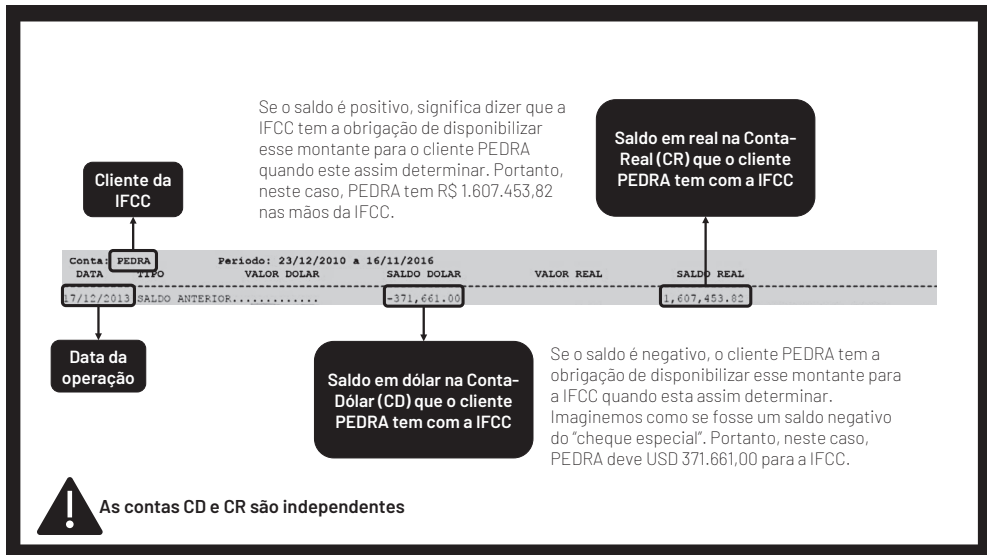 Se o saldo é positivo, significa dizer que a
IFCC tem a obrigação de disponibilizar
esse montante para o cliente PEDRA
quando este assim determinar. Portanto,
neste caso, PEDRA tem R$ 1.607.453,82
nas mãos da IFCC.
Saldo em real na Conta-
Real (CR) que o cliente
PEDRA tem com a IFCC
Cliente da
IFCC
Conta: PEDRA Periodo: 23/12/2010 a 16/11/2016
DATA TIPO VALOR DOLAR SALDO DOLAR VALOR REAL SALDO REAL
17/12/2013 SALDO ANTERIOR............. -371,661.00 1,607,453.82
Data da
operação
Saldo em dólar na Conta-
Dólar (CD) que o cliente
PEDRA tem com a IFCC
Se o saldo é negativo, o cliente PEDRA tem a
obrigação de disponibilizar esse montante para
a IFCC quando esta assim determinar.
Imaginemos como se fosse um saldo negativo
do “cheque especial”. Portanto, neste caso,
PEDRA deve USD 371.661,00 para a IFCC.
! As contas CD e CR são independentes